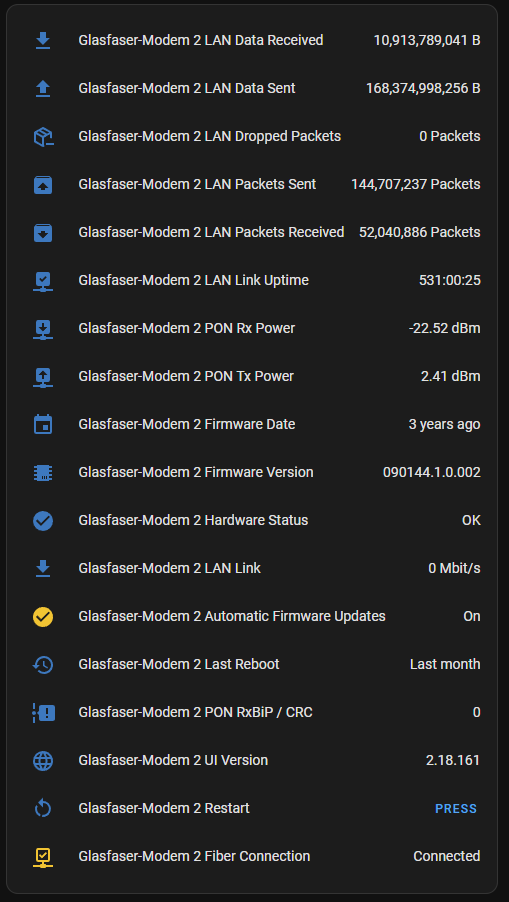 Glasfaser-Modem 2 LAN Data Received 10,913,789,041 B
Glasfaser-Modem 2 LAN Data Sent 168,374,998,256 B
Glasfaser-Modem 2 LAN Dropped Packets 0 Packets
Glasfaser-Modem 2 LAN Packets Sent 144,707,237 Packets
Glasfaser-Modem 2 LAN Packets Received 52,040,886 Packets
Glasfaser-Modem 2 LAN Link Uptime 531:00:25
Glasfaser-Modem 2 PON Rx Power -22.52 dBm
Glasfaser-Modem 2 PON Tx Power 2.41 dBm
Glasfaser-Modem 2 Firmware Date 3 years ago
Glasfaser-Modem 2 Firmware Version 090144.1.0.002
Glasfaser-Modem 2 Hardware Status OK
Glasfaser-Modem 2 LAN Link 0 Mbit/s
Glasfaser-Modem 2 Automatic Firmware Updates On
Glasfaser-Modem 2 Last Reboot Last month
Glasfaser-Modem 2 PON RxBiP / CRC 0
Glasfaser-Modem 2 UI Version 2.18.161
Glasfaser-Modem 2 Restart PRESS
Glasfaser-Modem 2 Fiber Connection Connected